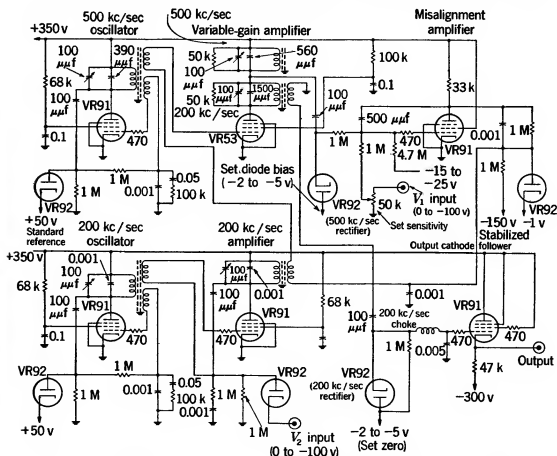 500 kc/sec
oscillator
500 kc/sec
Variable-gain amplifier
Misalignment
amplifier
+350 v
100
μμf
390
μμf
50 k
100
μμf
560
μμf
100 k
68 k
100
μμf
VR91
50 k
100
μμf
1500
μμf
200 kc/sec
100
μμf
0.1
33 k
500 μμf
0.1
470
VR53
470
1 M
470
4.7 M
VR91
0.001
1 M
VR92
1 M
0.001
0.05
100 k
Set diode bias
(−2 to −5 v)
VR92
(500 kc/sec
rectifier)
1 M
50 k
−15 to
−25 v
V₁ input
(0 to −100 v)
Set sensitivity
1 M
VR92
+50 v
Standard
reference
−150 v
Stabilized
−1 v
200 kc/sec
oscillator
200 kc/sec
amplifier
Output cathode follower
+350 v
0.001
100
μμf
68 k
100
μμf
VR91
100
μμf
0.001
100
μμf
68 k
0.001
VR91
0.1
470
VR91
470
100
μμf
200 kc/sec
choke
470
470
VR92
1 M
1 M
0.001
0.05
100 k
100
μμf
0.001
VR92
1 M
0.005
47 k
Output
VR92
(200 kc/sec
rectifier)
−300 v
+50 v
1 M
V₂ input
(0 to −100 v)
−2 to −5 v
(Set zero)